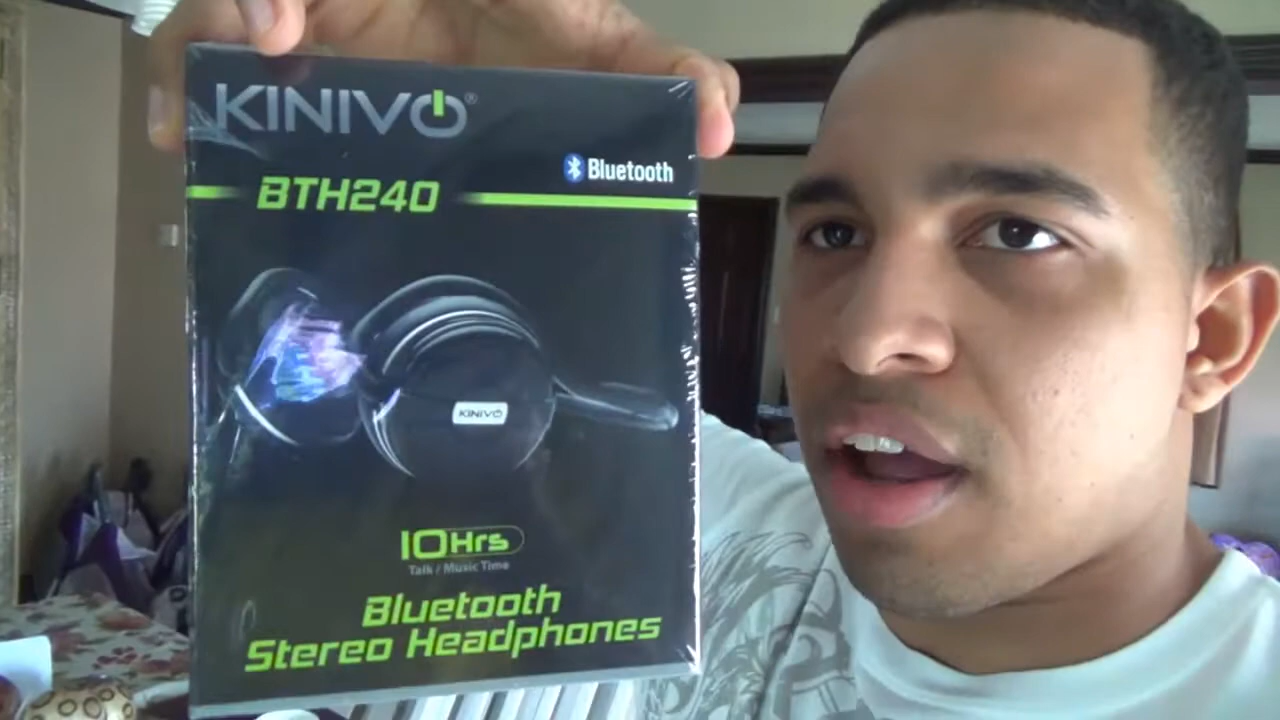 KINIVO®
Bluetooth
BTH240
KINIVO
10Hrs
Talk / Music Time
Bluetooth
Stereo Headphones